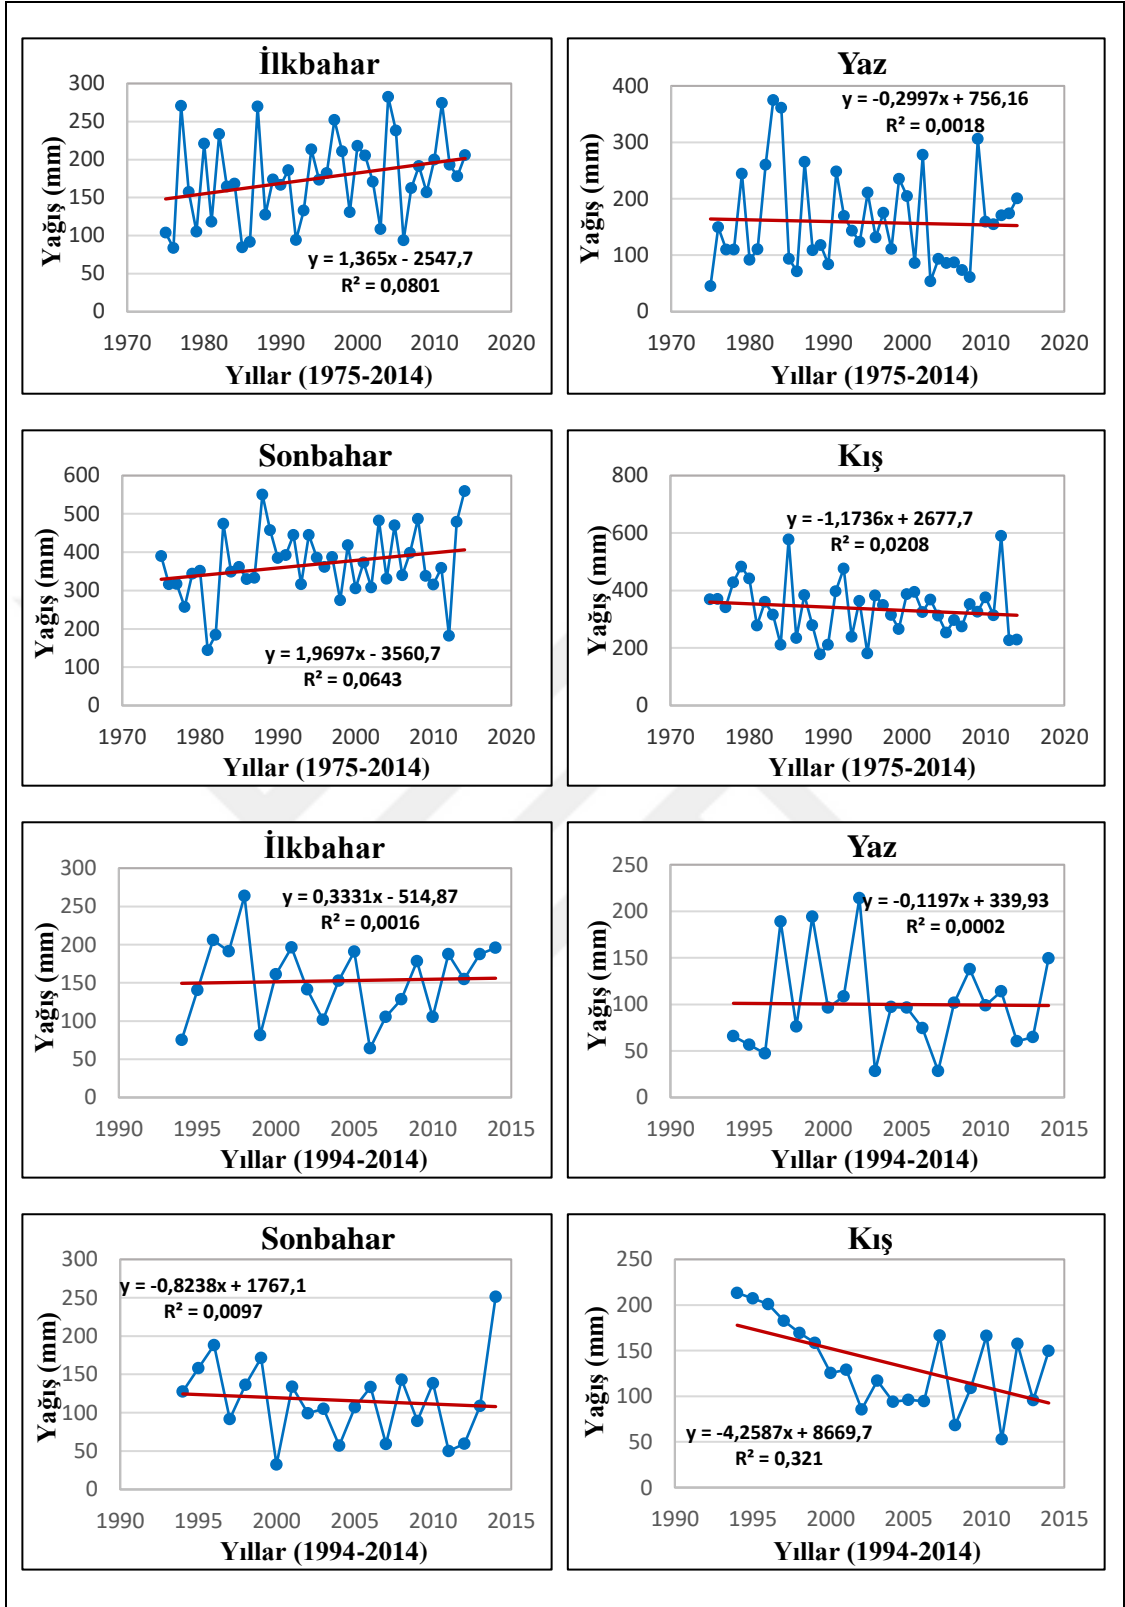 İlkbahar
y = 1,365x - 2547,7
R² = 0,0801
Yağış (mm)
300
250
200
150
100
50
0
1970 1980 1990 2000 2010 2020
Yıllar (1975-2014)
Yaz
y = -0,2997x + 756,16
R² = 0,0018
Yağış (mm)
400
300
200
100
0
1970 1980 1990 2000 2010 2020
Yıllar (1975-2014)
Sonbahar
y = 1,9697x - 3560,7
R² = 0,0643
Yağış (mm)
600
500
400
300
200
100
0
1970 1980 1990 2000 2010 2020
Yıllar (1975-2014)
Kış
y = -1,1736x + 2677,7
R² = 0,0208
Yağış (mm)
800
600
400
200
0
1970 1980 1990 2000 2010 2020
Yıllar (1975-2014)
İlkbahar
y = 0,3331x - 514,87
R² = 0,0016
Yağış (mm)
300
250
200
150
100
50
0
1990 1995 2000 2005 2010 2015
Yıllar (1994-2014)
Yaz
y = -0,1197x + 339,93
R² = 0,0002
Yağış (mm)
250
200
150
100
50
0
1990 1995 2000 2005 2010 2015
Yıllar (1994-2014)
Sonbahar
y = -0,8238x + 1767,1
R² = 0,0097
Yağış (mm)
300
250
200
150
100
50
0
1990 1995 2000 2005 2010 2015
Yıllar (1994-2014)
Kış
y = -4,2587x + 8669,7
R² = 0,321
Yağış (mm)
250
200
150
100
50
0
1990 1995 2000 2005 2010 2015
Yıllar (1994-2014)